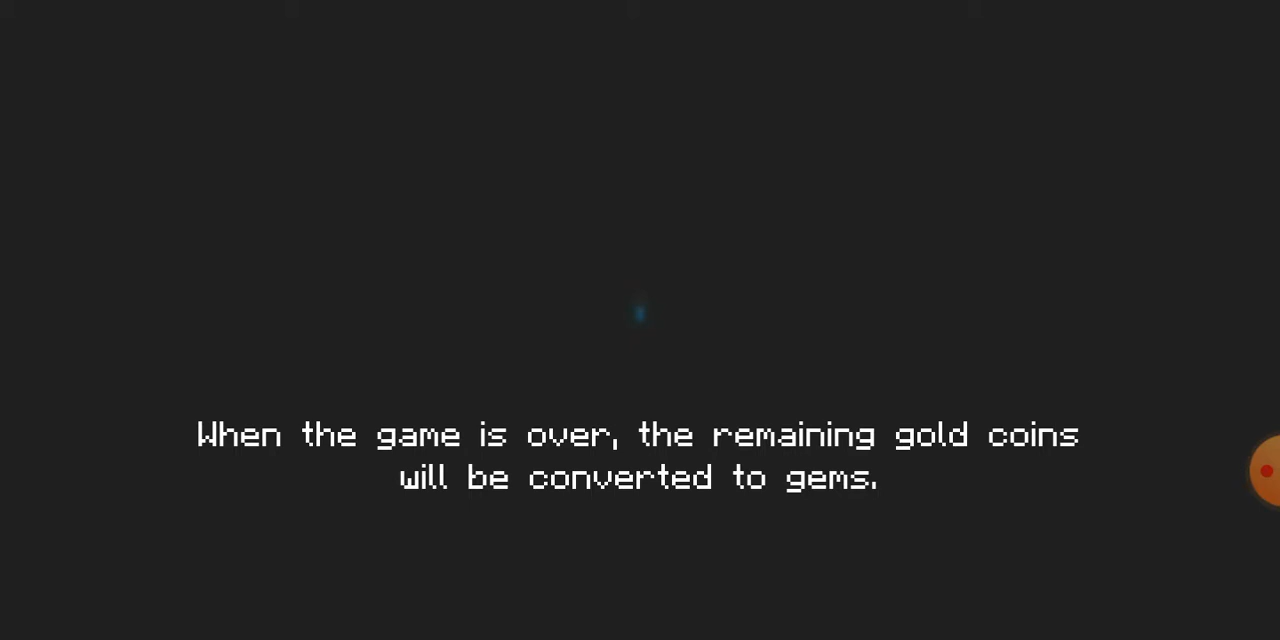 When the game is over, the remaining gold coins
will be converted to gems.